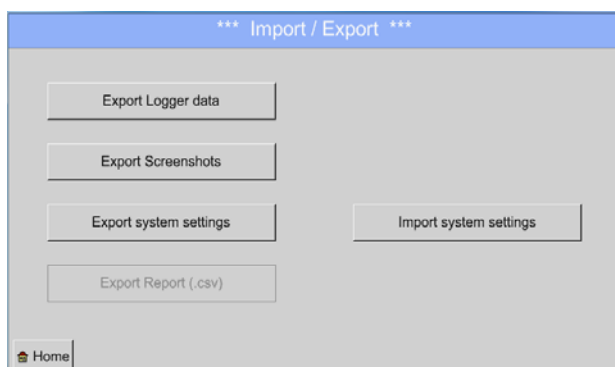 *** Import / Export ***
Export Logger data
Export Screenshots
Export system settings
Import system settings
Export Report (.csv)
Home